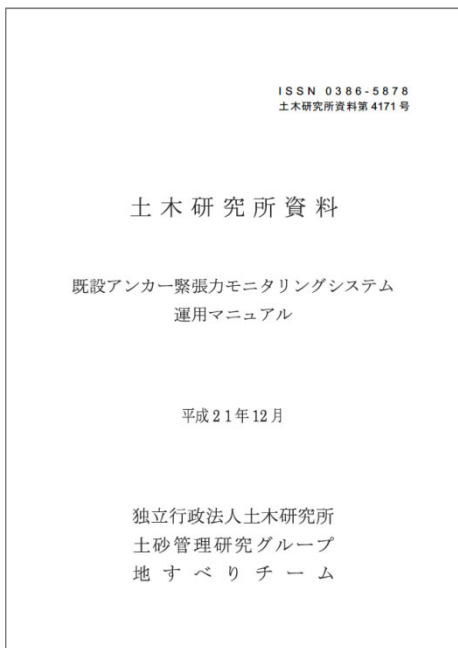 ISSN 0386-5878
土木研究所資料第4171号
土木研究所資料
既設アンカー緊張力モニタリングシステム
運用マニュアル
平成21年12月
独立行政法人土木研究所
土砂管理研究グループ
地すべりチーム